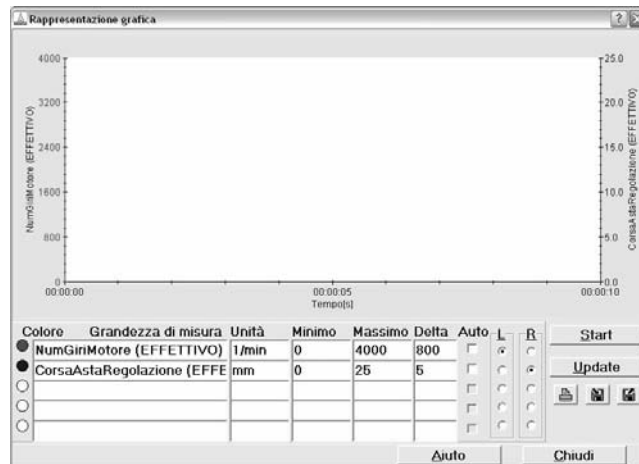 Rappresentazione grafica
4000
3200
2400
1600
800
0
NumGiriMotore (EFFETTIVO)
25.0
20.0
15.0
10.0
5.0
0.0
CorsaAstaRegolazione (EFFETTIVO)
00:00:00
00:00:05
00:00:10
Tempo[s]
Colore Grandezza di misura Unità Minimo Massimo Delta Auto L R
NumGiriMotore (EFFETTIVO) 1/min 0 4000 800
CorsaAstaRegolazione (EFFE mm 0 25 5
Start
Update
Aiuto
Chiudi